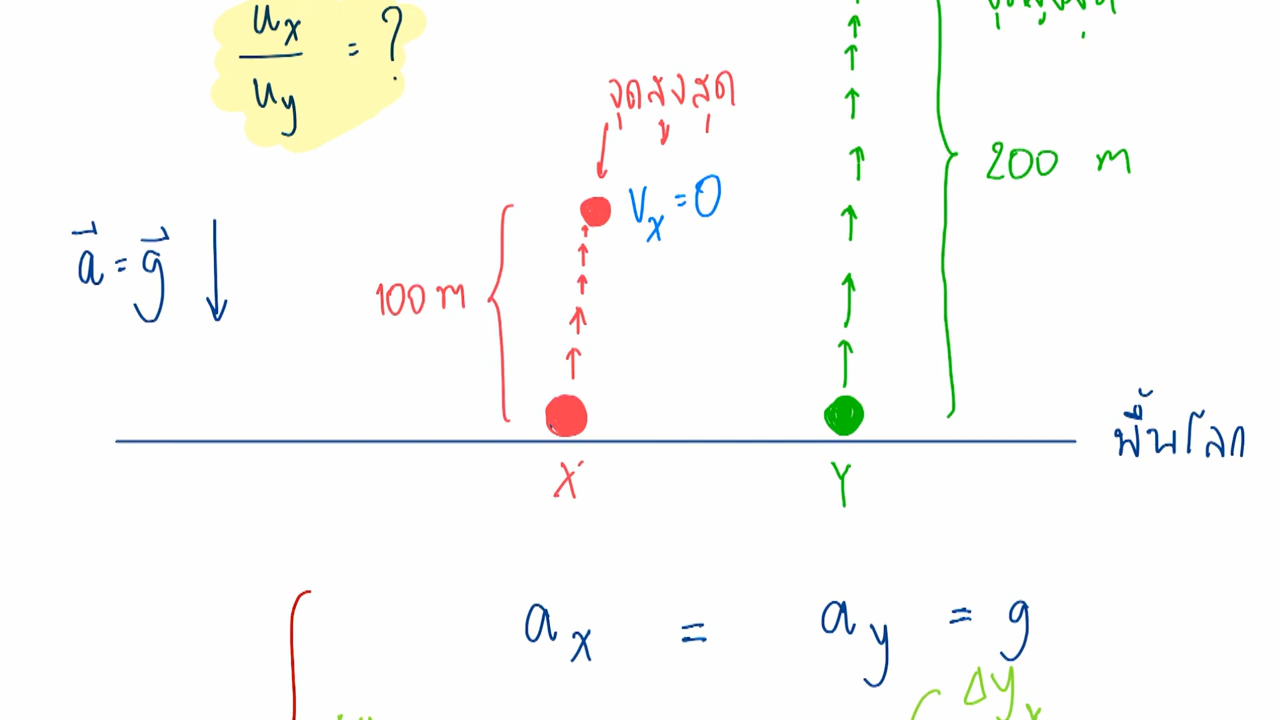 u_x / u_y = ?
จุดสูงสุด
v_x = 0
200 m
a⃗ = g⃗
100 m
พื้นโลก
X
Y
a_x = a_y = g
Δy_x